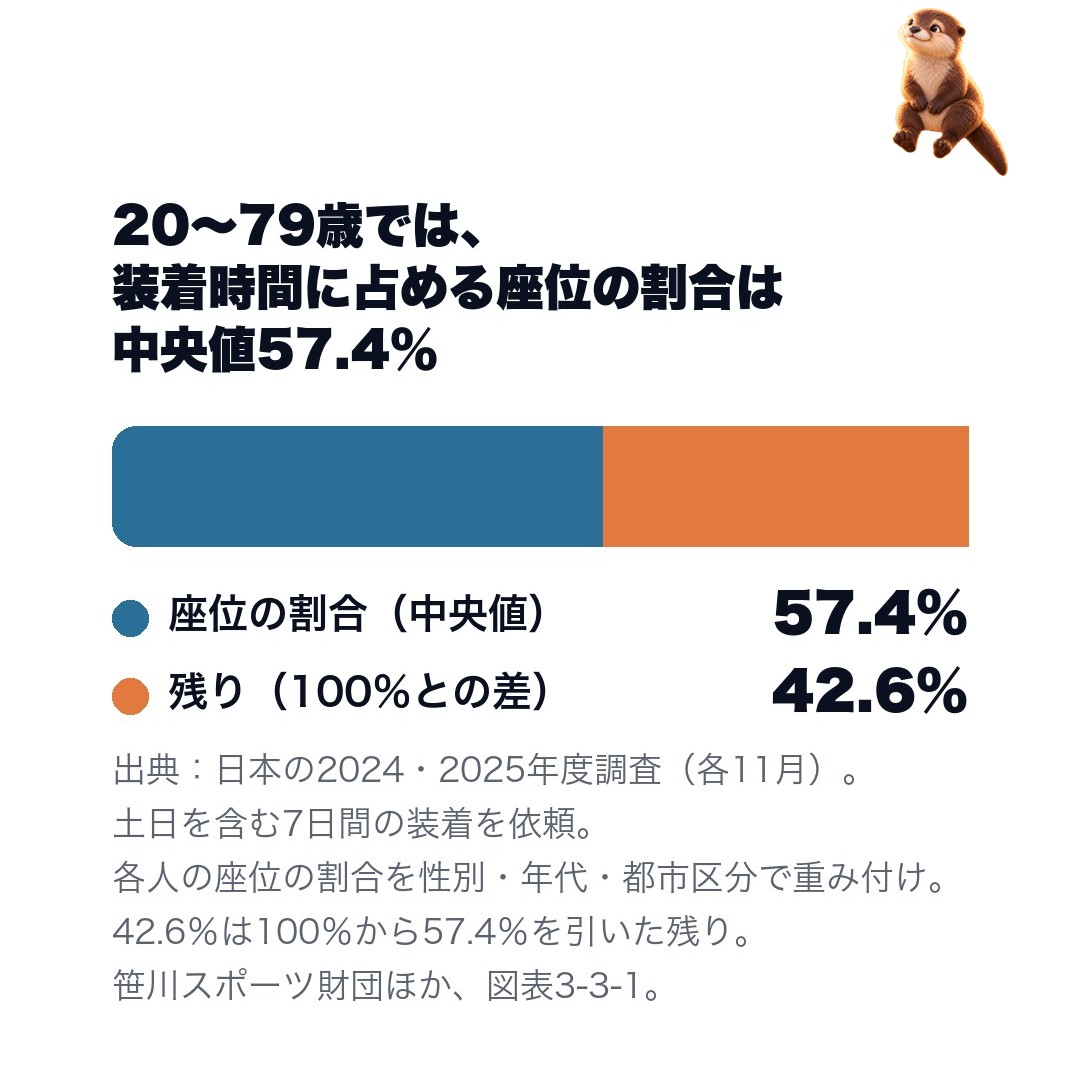 20〜79歳では、
装着時間に占める座位の割合は
中央値57.4%
座位の割合（中央値） 57.4%
残り（100%との差） 42.6%
出典：日本の2024・2025年度調査（各11月）。
土日を含む7日間の装着を依頼。
各人の座位の割合を性別・年代・都市区分で重み付け。
42.6%は100%から57.4%を引いた残り。
笹川スポーツ財団ほか、図表3-3-1。